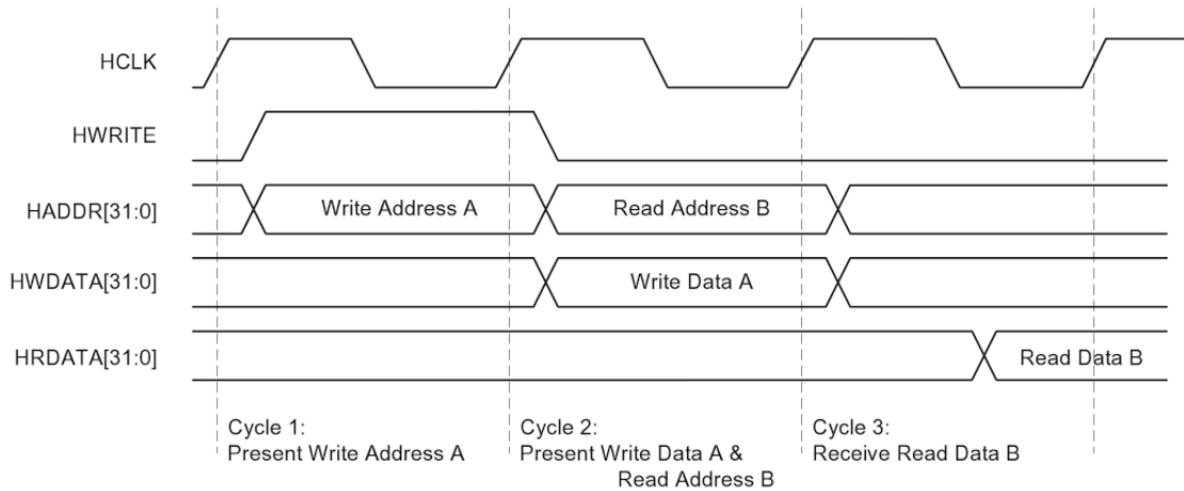 HCLK
HWRITE
HADDR[31:0]
Write Address A
Read Address B
HWDATA[31:0]
Write Data A
HRDATA[31:0]
Read Data B
Cycle 1:
Present Write Address A
Cycle 2:
Present Write Data A &
Read Address B
Cycle 3:
Receive Read Data B